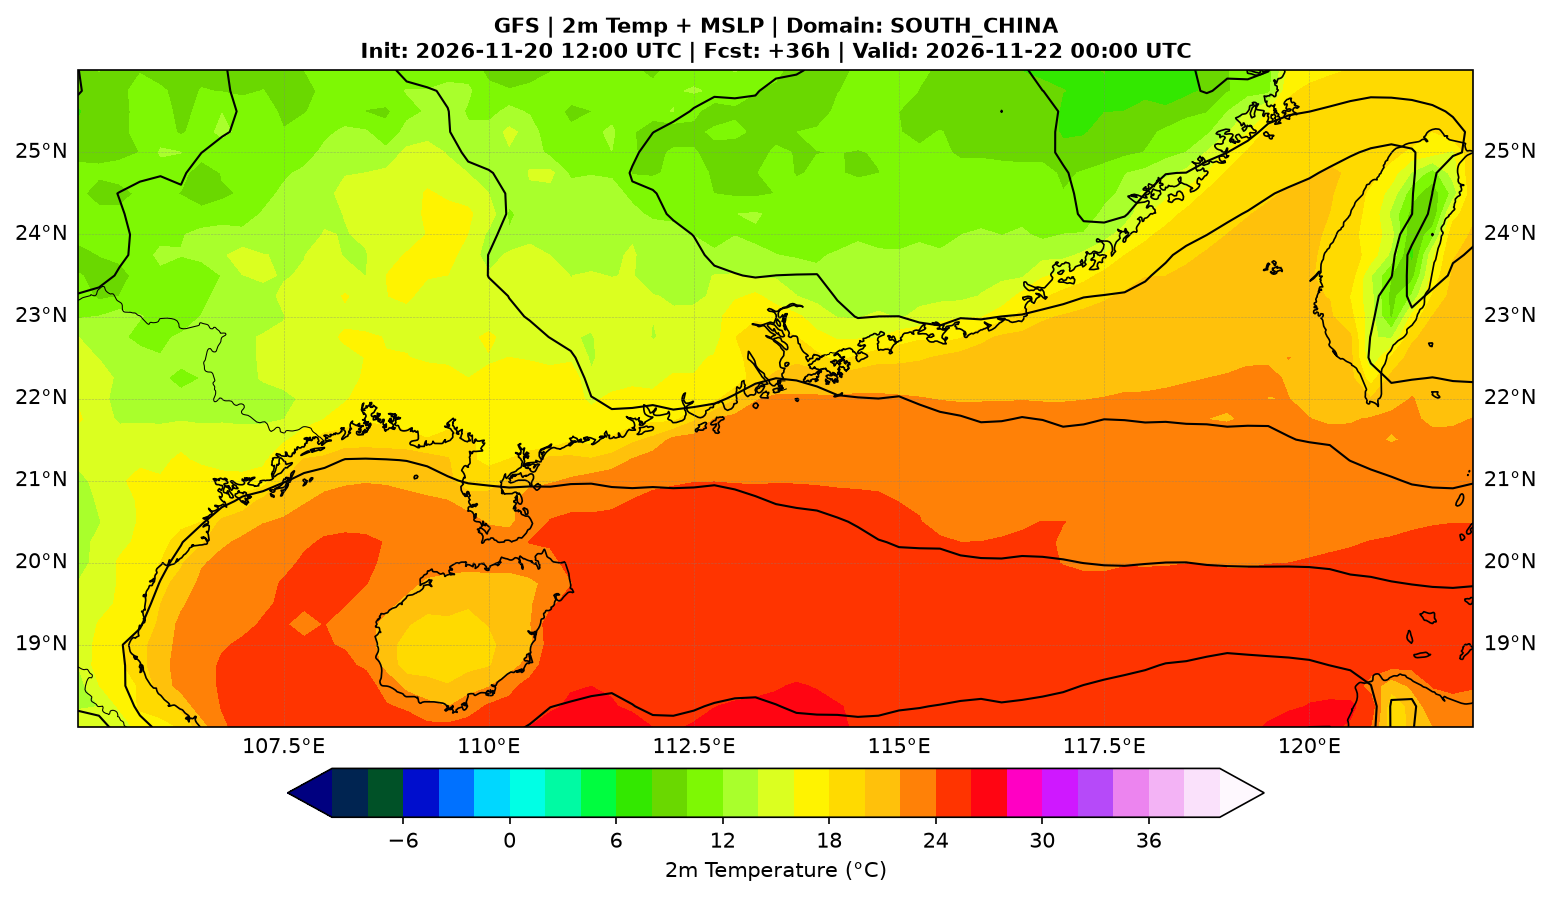 GFS | 2m Temp + MSLP | Domain: SOUTH_CHINA
Init: 2026-11-20 12:00 UTC | Fcst: +36h | Valid: 2026-11-22 00:00 UTC
25°N 25°N
24°N 24°N
23°N 23°N
22°N 22°N
21°N 21°N
20°N 20°N
19°N 19°N
107.5°E 110°E 112.5°E 115°E 117.5°E 120°E
−6 0 6 12 18 24 30 36
2m Temperature (°C)